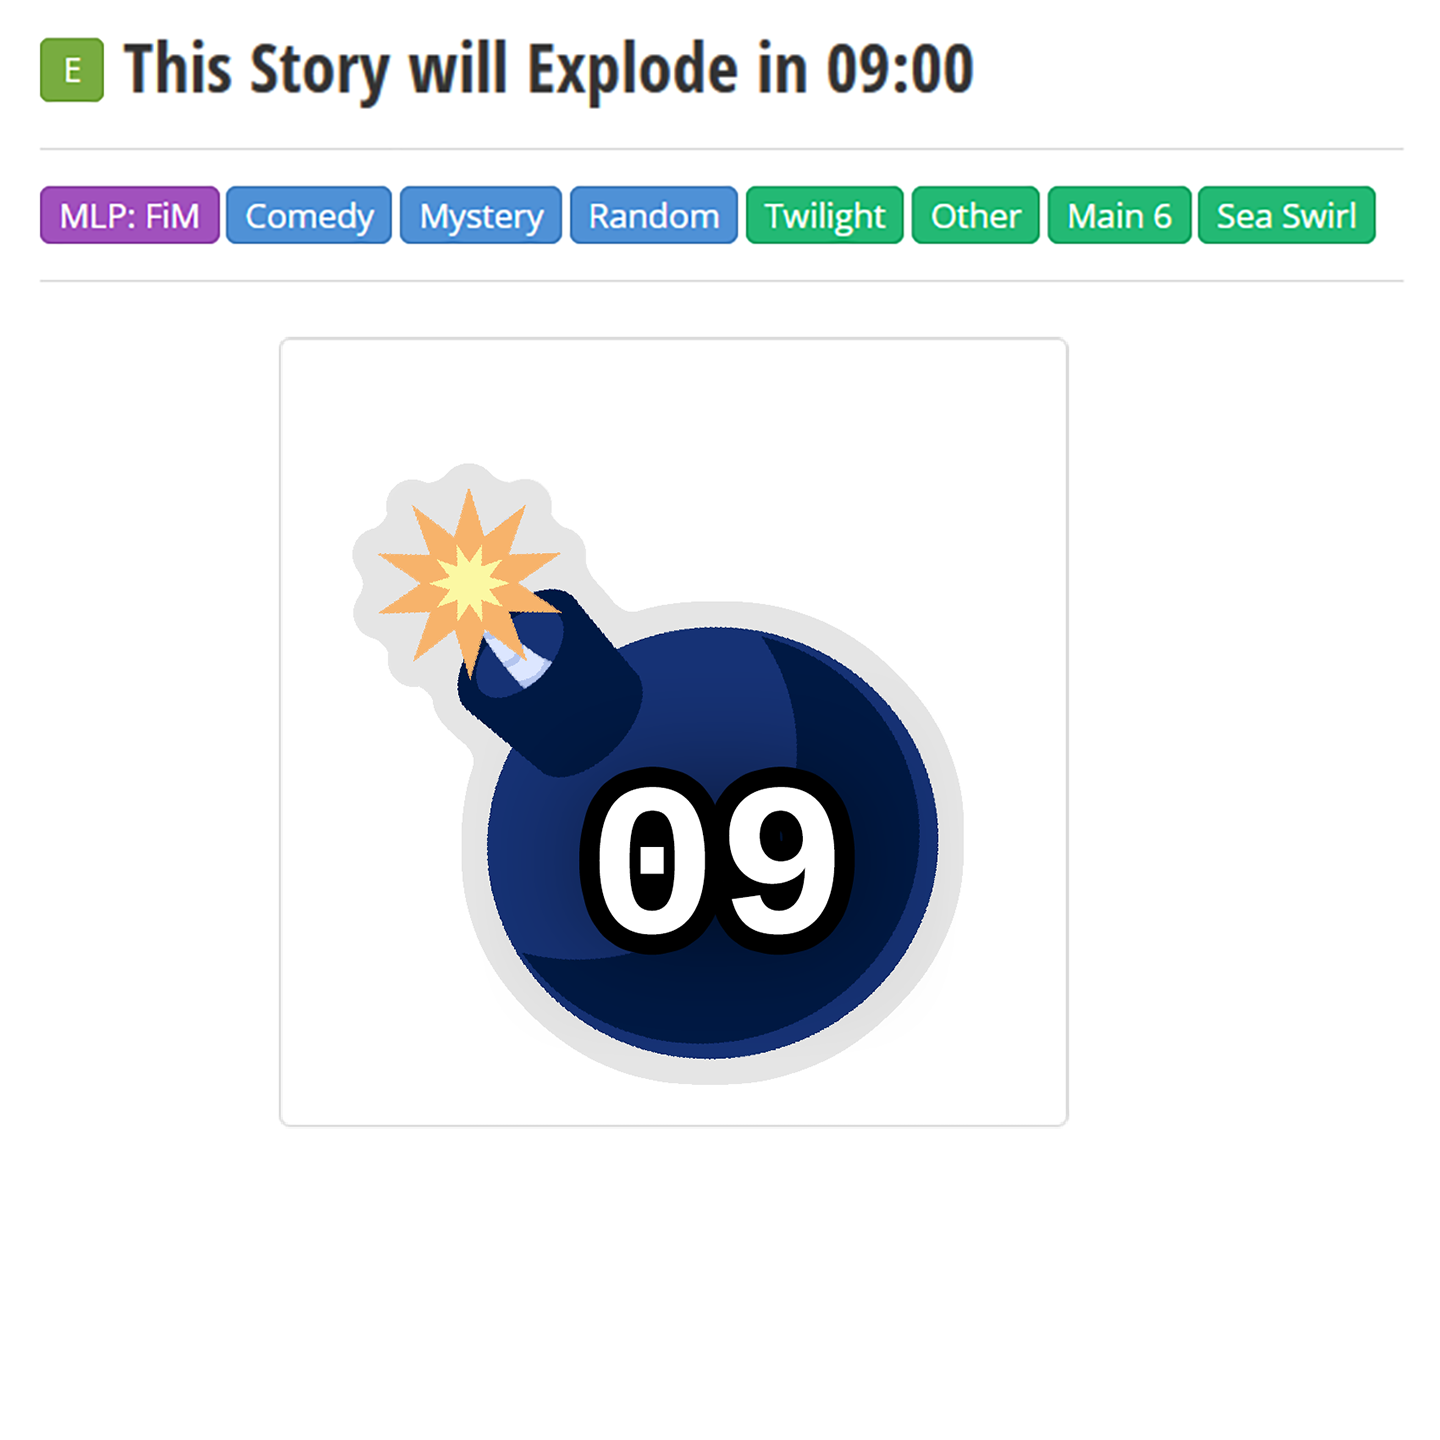 E This Story will Explode in 09:00
MLP: FiM Comedy Mystery Random Twilight Other Main 6 Sea Swirl
09